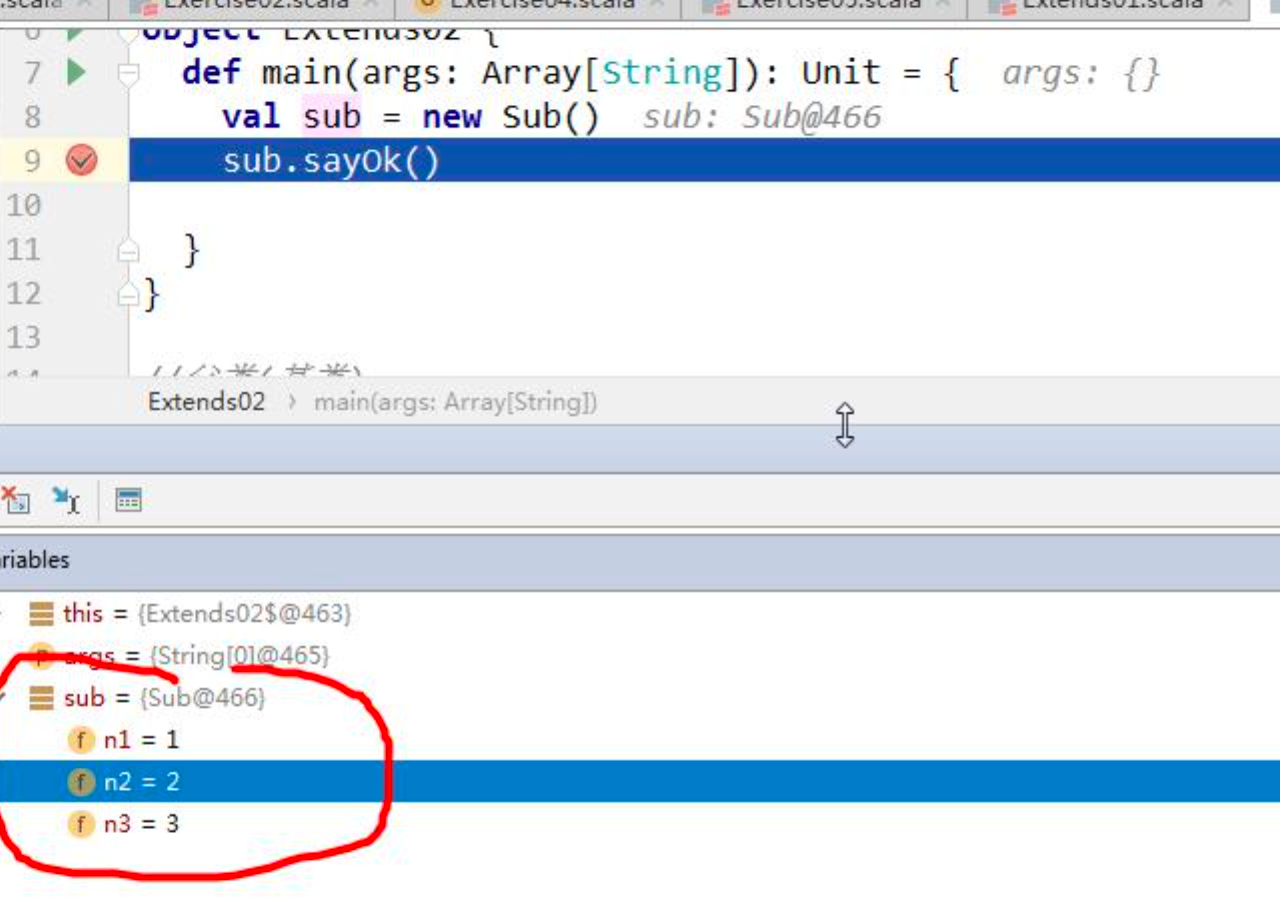 .scala Exercise02.scala Exercise04.scala Exercise05.scala Extends01.scala
6 object Extends02 {
7 def main(args: Array[String]): Unit = { args: {}
8 val sub = new Sub() sub: Sub@466
9 sub.sayOk()
10
11 }
12 }
13
14 //父类(基类)
Extends02 › main(args: Array[String])
riables
this = {Extends02$@463}
p args = {String[0]@465}
sub = {Sub@466}
f n1 = 1
f n2 = 2
f n3 = 3